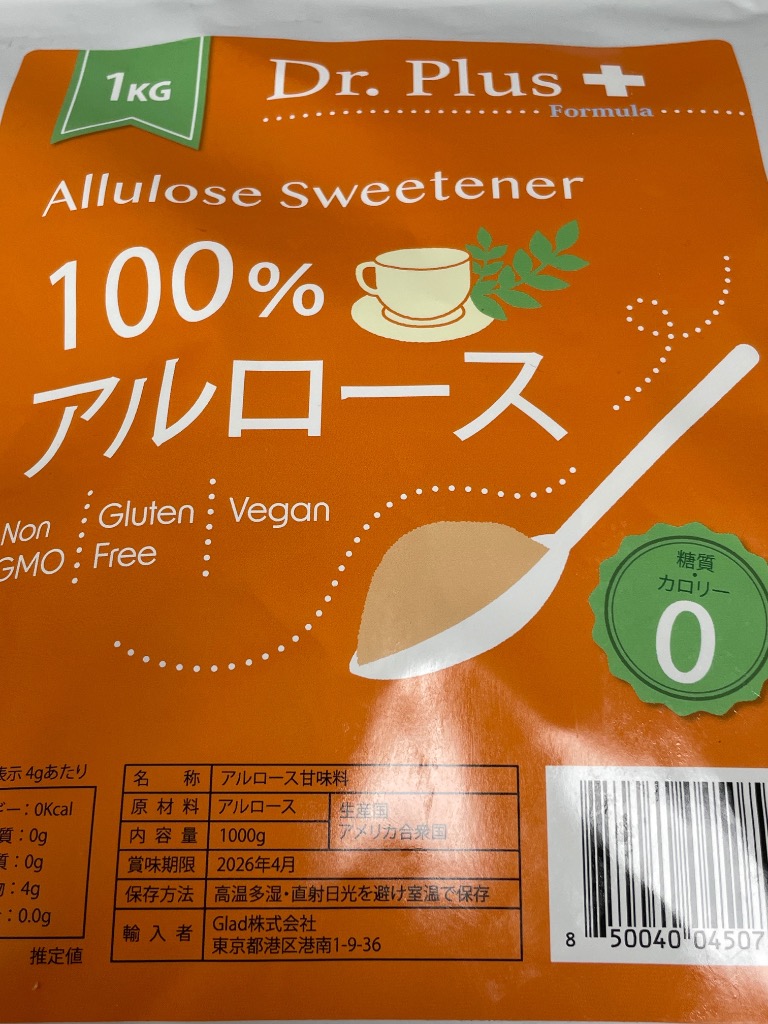 1KG
Dr. Plus
Formula
Allulose Sweetener
100%
アルロース
Non
GMO
Gluten
Free
Vegan
糖質
・
カロリー
0
表示 4gあたり
ー：0Kcal
質：0g
質：0g
：4g
：0.0g
推定値
名 称 アルロース甘味料
原材料 アルロース
生産国
アメリカ合衆国
内容量 1000g
賞味期限 2026年4月
保存方法 高温多湿・直射日光を避け室温で保存
輸入者 Glad株式会社
東京都港区港南1-9-36
8 50040 04507